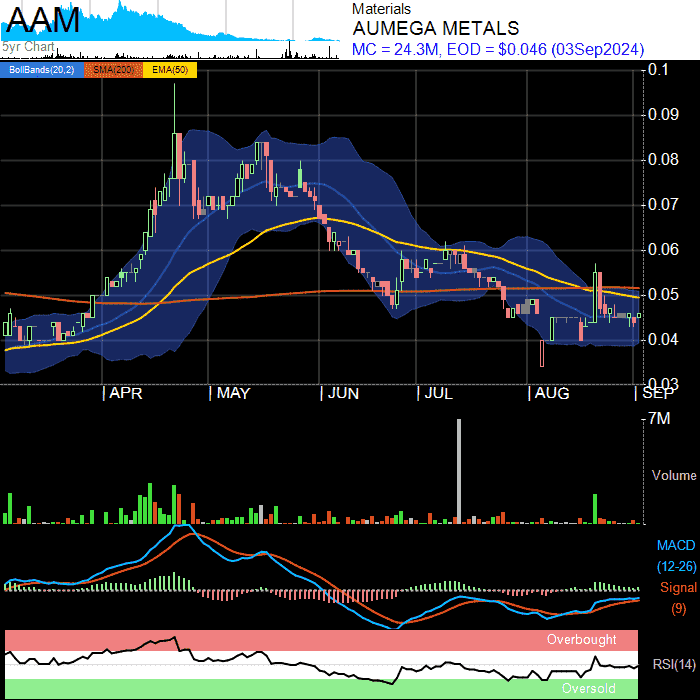 AAM
5yr Chart
Materials
AUMEGA METALS
MC = 24.3M, EOD = $0.046 (03Sep2024)
BollBands(20,2) SMA(200) EMA(50)
0.1
0.09
0.08
0.07
0.06
0.05
0.04
0.03
APR MAY JUN JUL AUG SEP
7M
Volume
MACD
(12-26)
Signal
(9)
Overbought
RSI(14)
Oversold